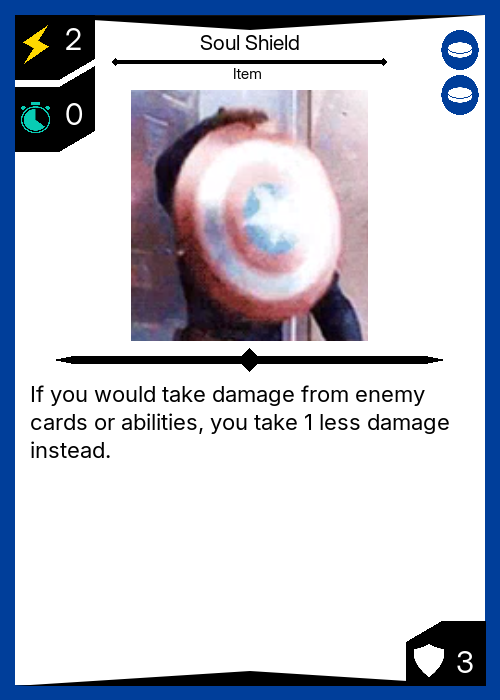 2
Soul Shield
Item
0
If you would take damage from enemy
cards or abilities, you take 1 less damage
instead.
3